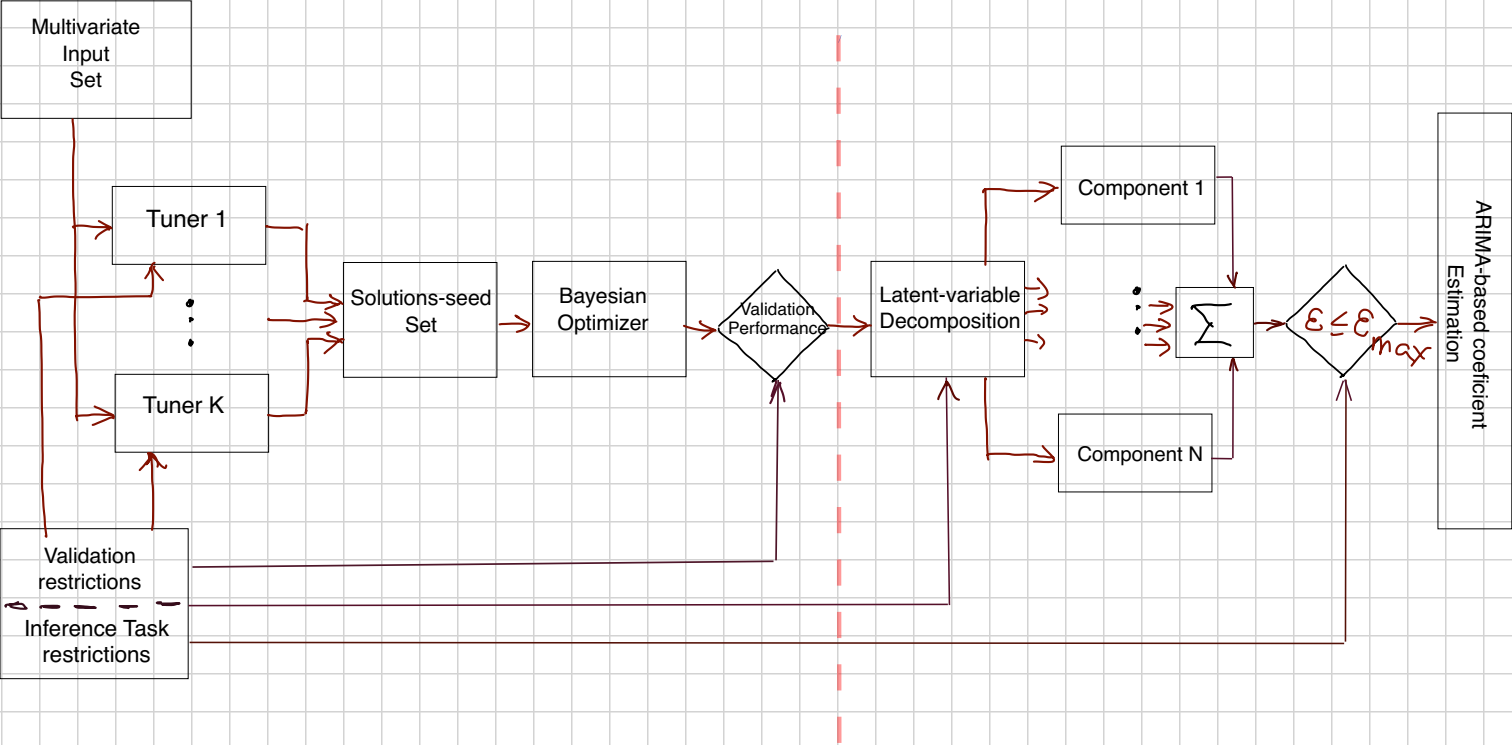 Multivariate
Input
Set
Tuner 1
Tuner K
Solutions-seed
Set
Bayesian
Optimizer
Validation
Performance
Latent-variable
Decomposition
Component 1
Component N
Σ
ε ≤ ε max
ARIMA-based coeficient
Estimation
Validation
restrictions
Inference Task
restrictions